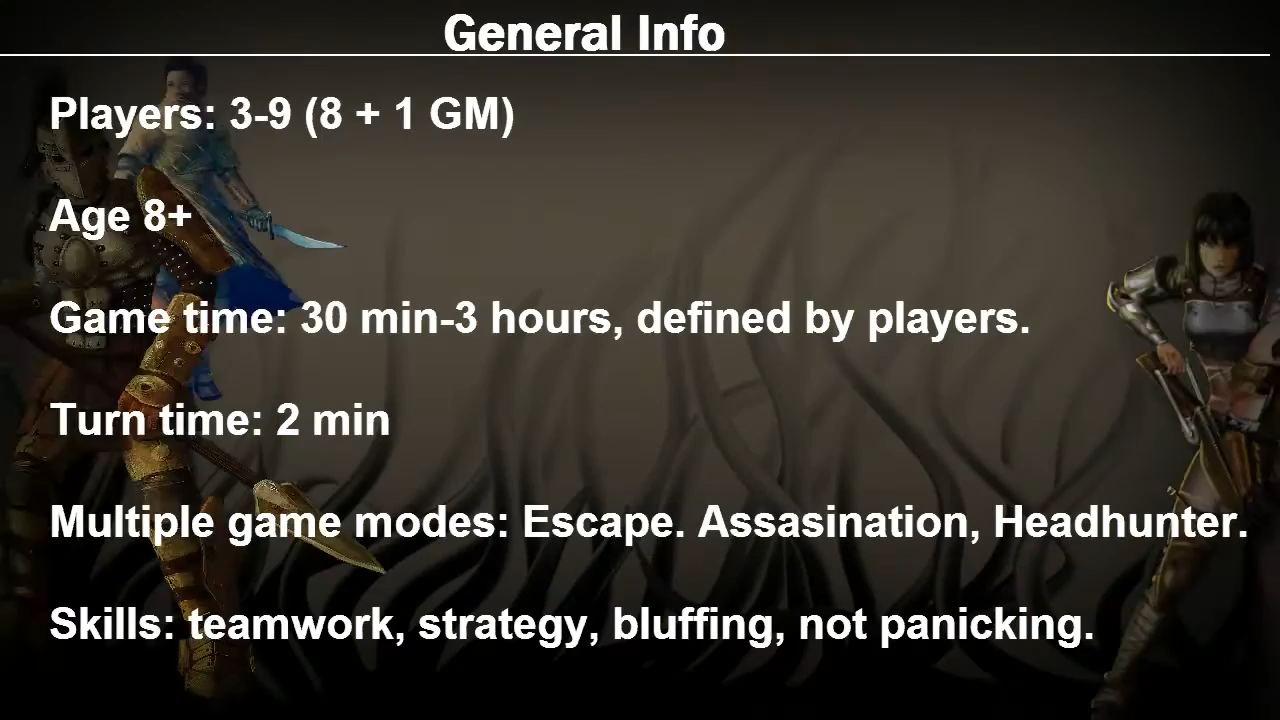 General Info
Players: 3-9 (8 + 1 GM)
Age 8+
Game time: 30 min-3 hours, defined by players.
Turn time: 2 min
Multiple game modes: Escape. Assasination, Headhunter.
Skills: teamwork, strategy, bluffing, not panicking.